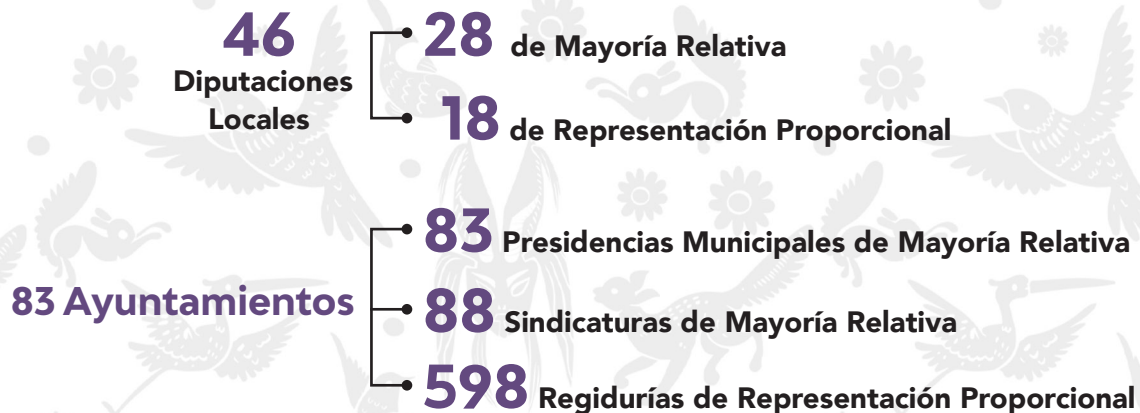 46
Diputaciones
Locales
28 de Mayoría Relativa
18 de Representación Proporcional
83 Ayuntamientos
83 Presidencias Municipales de Mayoría Relativa
88 Sindicaturas de Mayoría Relativa
598 Regidurías de Representación Proporcional